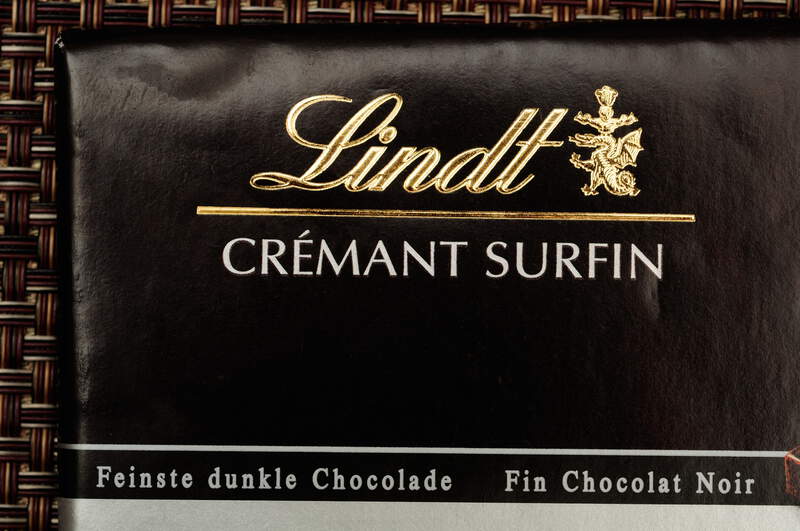 Lindt
CRÉMANT SURFIN
Feinste dunkle Chocolade Fin Chocolat Noir